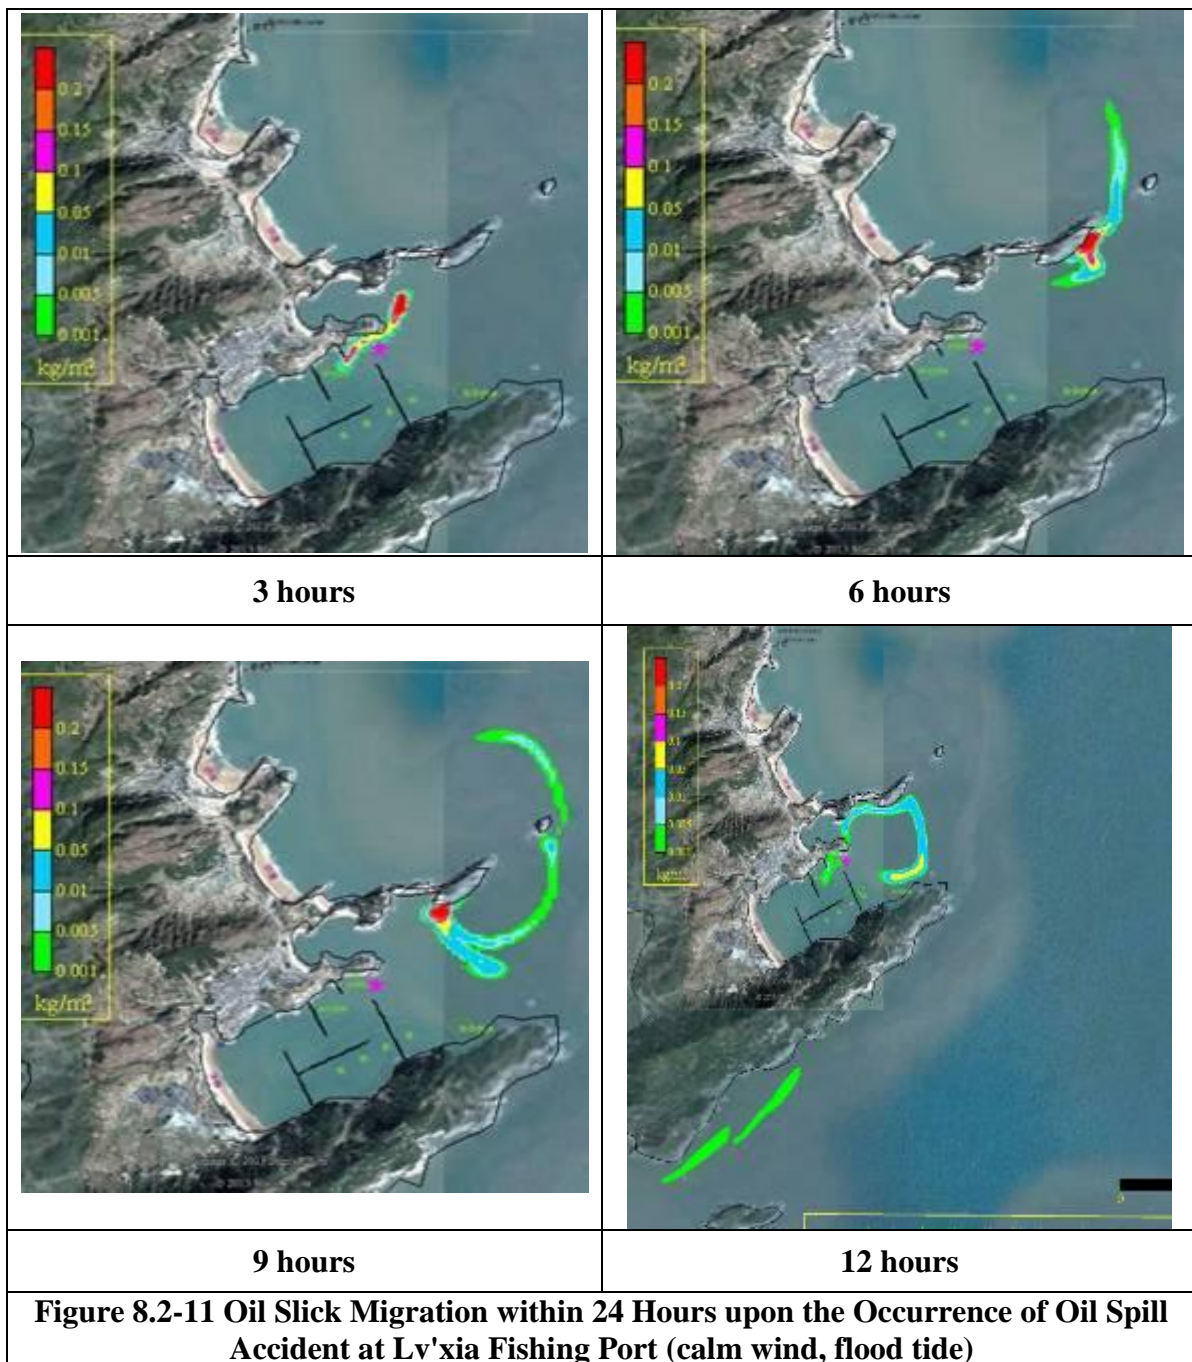 0.2
0.15
0.1
0.05
0.01
0.005
0.001
kg/m²
0.2
0.15
0.1
0.05
0.01
0.005
0.001
kg/m²
3 hours
6 hours
0.2
0.15
0.1
0.05
0.01
0.005
0.001
kg/m²
9 hours
12 hours
Figure 8.2-11 Oil Slick Migration within 24 Hours upon the Occurrence of Oil Spill
Accident at Lv'xia Fishing Port (calm wind, flood tide)